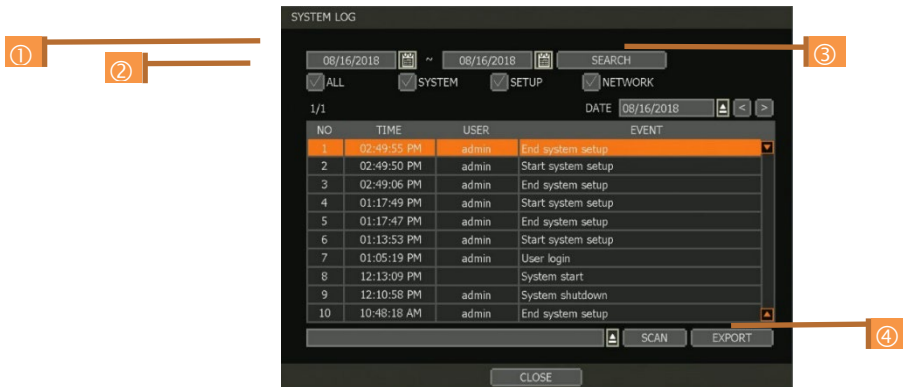 SYSTEM LOG
① ② ③
08/16/2018 ~ 08/16/2018 SEARCH
ALL SYSTEM SETUP NETWORK
1/1 DATE 08/16/2018 < >
NO TIME USER EVENT
1 02:49:55 PM admin End system setup
2 02:49:50 PM admin Start system setup
3 02:49:06 PM admin End system setup
4 01:17:49 PM admin Start system setup
5 01:17:47 PM admin End system setup
6 01:13:53 PM admin Start system setup
7 01:05:19 PM admin User login
8 12:13:09 PM System start
9 12:10:58 PM admin System shutdown
10 10:48:18 AM admin End system setup
SCAN EXPORT ④
CLOSE